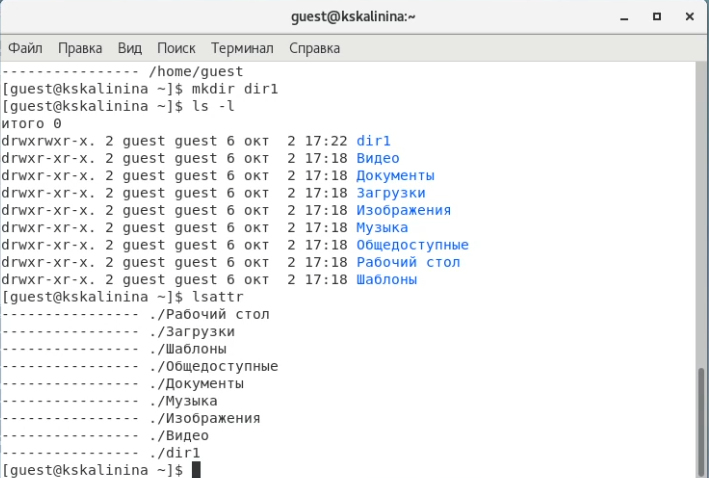 guest@kskalinina:~
Файл Правка Вид Поиск Терминал Справка
---------------- /home/guest
[guest@kskalinina ~]$ mkdir dir1
[guest@kskalinina ~]$ ls -l
итого 0
drwxrwxr-x. 2 guest guest 6 окт  2 17:22 dir1
drwxr-xr-x. 2 guest guest 6 окт  2 17:18 Видео
drwxr-xr-x. 2 guest guest 6 окт  2 17:18 Документы
drwxr-xr-x. 2 guest guest 6 окт  2 17:18 Загрузки
drwxr-xr-x. 2 guest guest 6 окт  2 17:18 Изображения
drwxr-xr-x. 2 guest guest 6 окт  2 17:18 Музыка
drwxr-xr-x. 2 guest guest 6 окт  2 17:18 Общедоступные
drwxr-xr-x. 2 guest guest 6 окт  2 17:18 Рабочий стол
drwxr-xr-x. 2 guest guest 6 окт  2 17:18 Шаблоны
[guest@kskalinina ~]$ lsattr
---------------- ./Рабочий стол
---------------- ./Загрузки
---------------- ./Шаблоны
---------------- ./Общедоступные
---------------- ./Документы
---------------- ./Музыка
---------------- ./Изображения
---------------- ./Видео
---------------- ./dir1
[guest@kskalinina ~]$